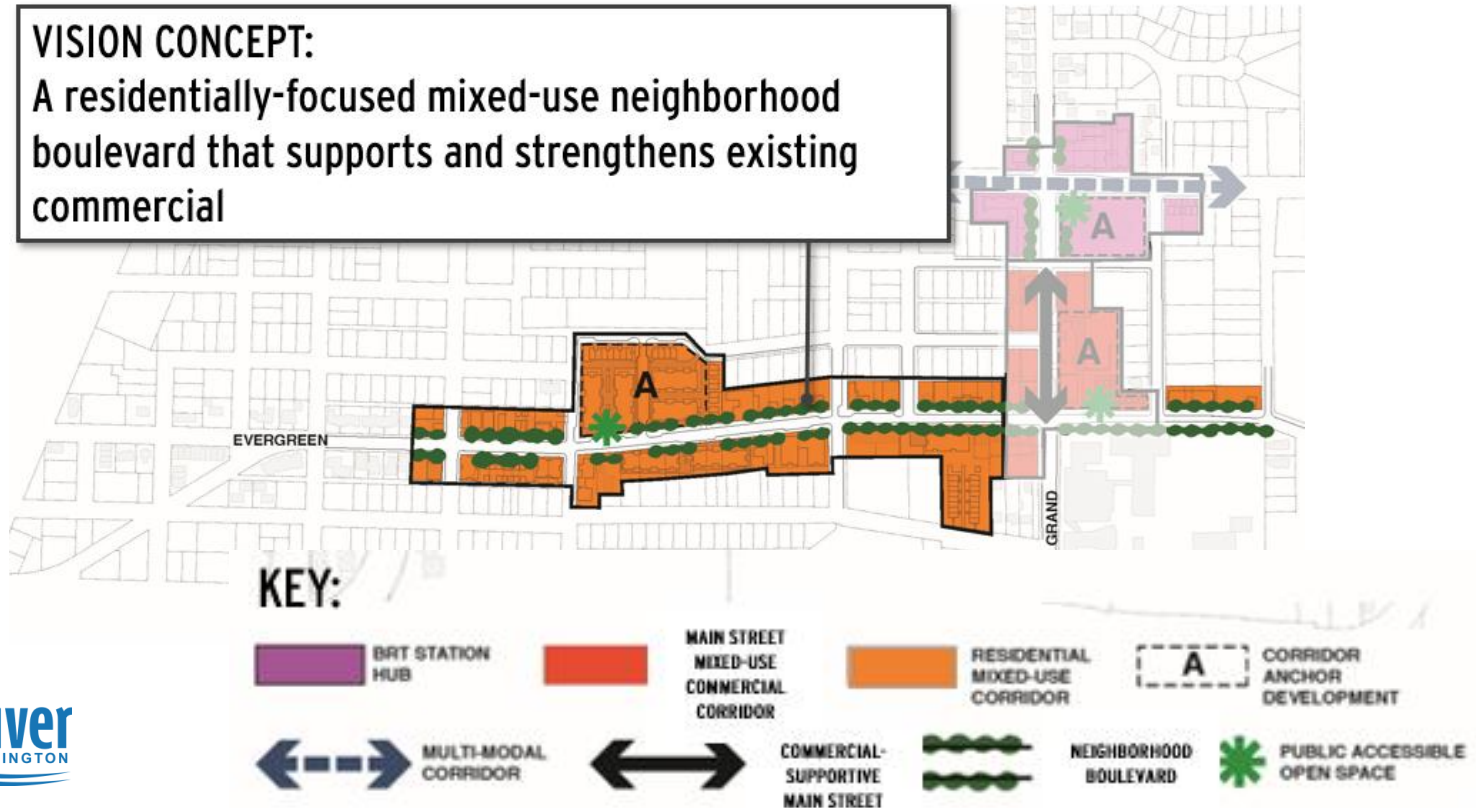 VISION CONCEPT:
A residentially-focused mixed-use neighborhood
boulevard that supports and strengthens existing
commercial
A
A
A
EVERGREEN
GRAND
KEY:
BRT STATION
HUB
MAIN STREET
MIXED-USE
COMMERCIAL
CORRIDOR
RESIDENTIAL
MIXED-USE
CORRIDOR
A
CORRIDOR
ANCHOR
DEVELOPMENT
MULTI-MODAL
CORRIDOR
COMMERCIAL-
SUPPORTIVE
MAIN STREET
NEIGHBORHOOD
BOULEVARD
PUBLIC ACCESSIBLE
OPEN SPACE